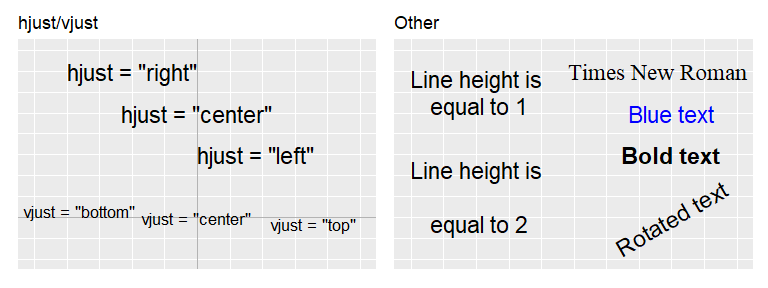 hjust/vjust
hjust = "right"
hjust = "center"
hjust = "left"
vjust = "bottom"
vjust = "center"
vjust = "top"
Other
Line height is
equal to 1
Line height is
equal to 2
Times New Roman
Blue text
Bold text
Rotated text